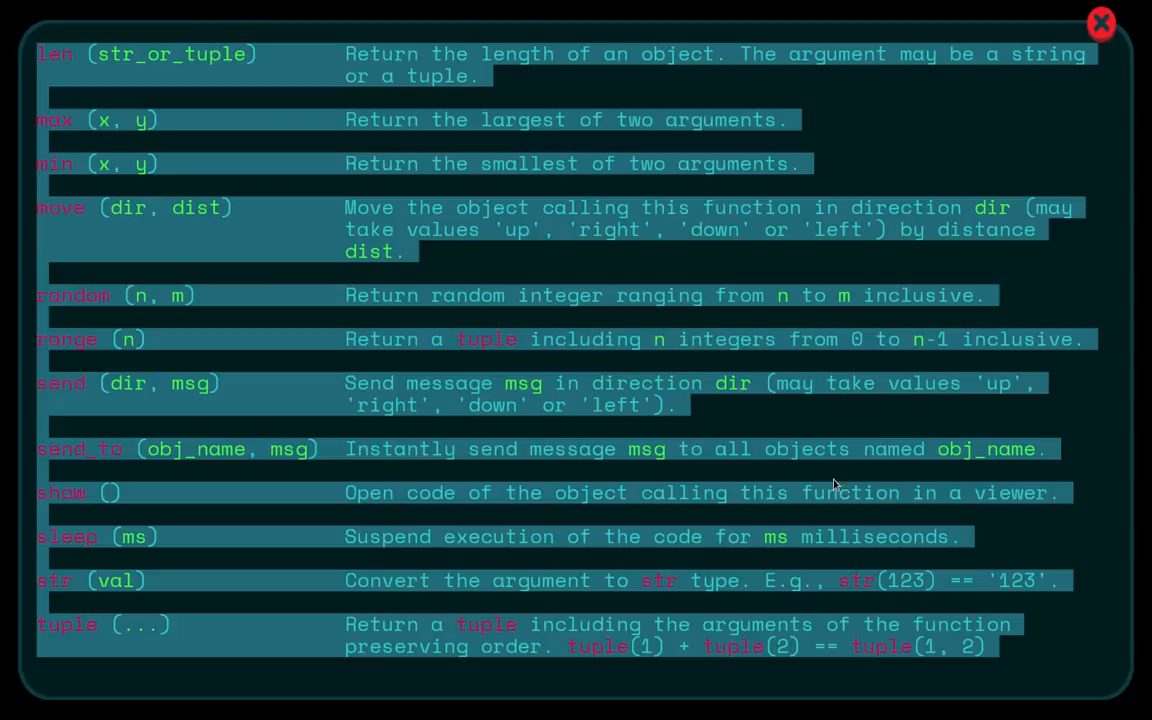 len (str_or_tuple) Return the length of an object. The argument may be a string
or a tuple.
max (x, y) Return the largest of two arguments.
min (x, y) Return the smallest of two arguments.
move (dir, dist) Move the object calling this function in direction dir (may
take values 'up', 'right', 'down' or 'left') by distance
dist.
random (n, m) Return random integer ranging from n to m inclusive.
range (n) Return a tuple including n integers from 0 to n-1 inclusive.
send (dir, msg) Send message msg in direction dir (may take values 'up',
'right', 'down' or 'left').
send_to (obj_name, msg) Instantly send message msg to all objects named obj_name.
show () Open code of the object calling this function in a viewer.
sleep (ms) Suspend execution of the code for ms milliseconds.
str (val) Convert the argument to str type. E.g., str(123) == '123'.
tuple (...) Return a tuple including the arguments of the function
preserving order. tuple(1) + tuple(2) == tuple(1, 2)